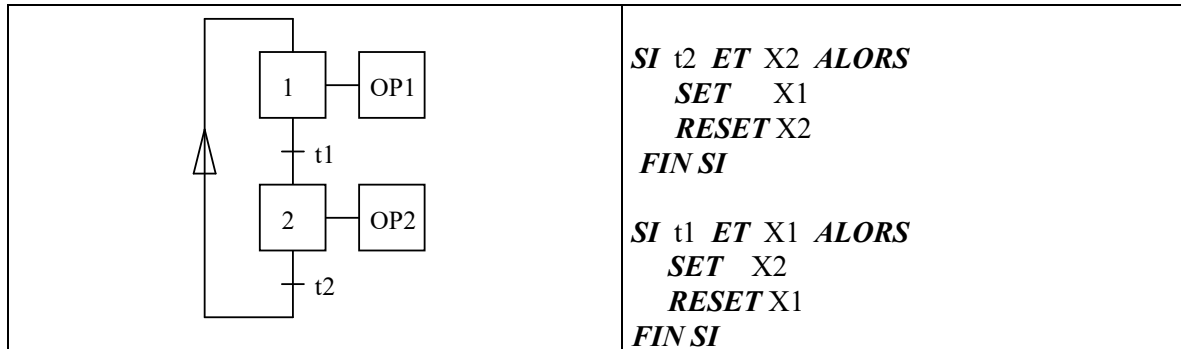 1
OP1
t1
2
OP2
t2
SI t2 ET X2 ALORS
SET X1
RESET X2
FIN SI
SI t1 ET X1 ALORS
SET X2
RESET X1
FIN SI